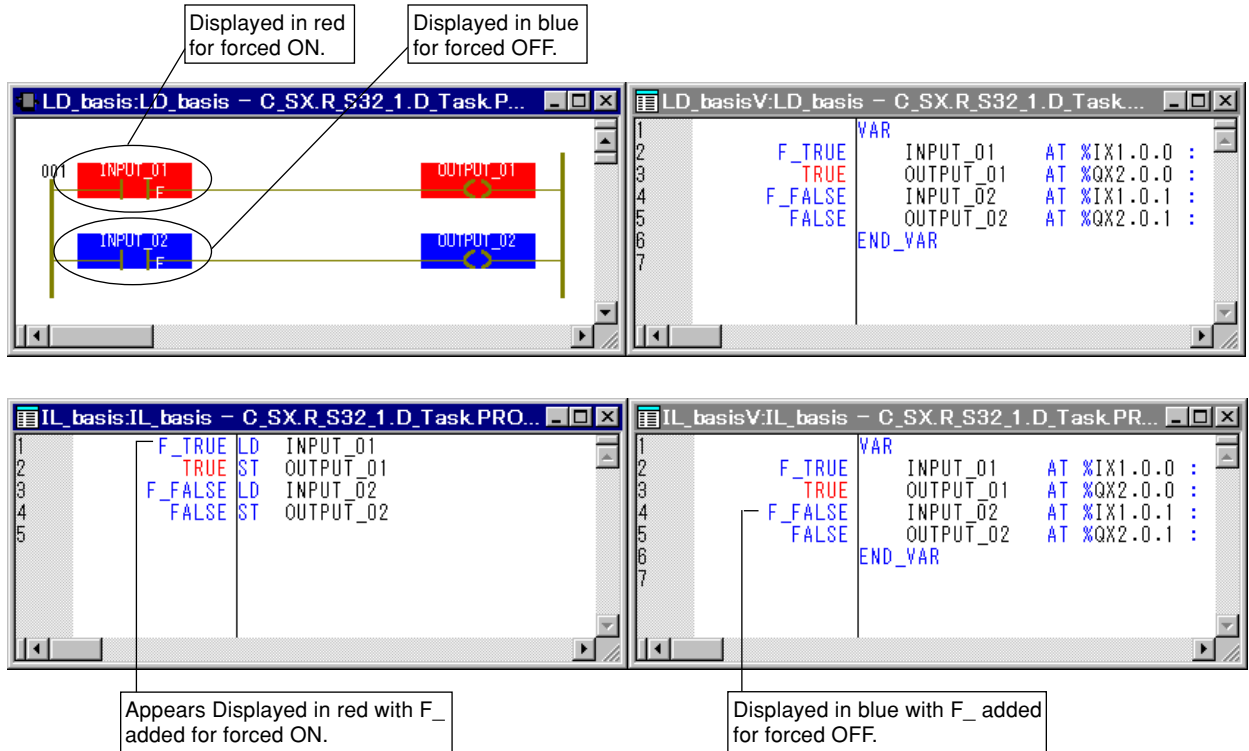 Displayed in red
for forced ON.
Displayed in blue
for forced OFF.
LD_basis:LD_basis – C_SX.R_S32_1.D_Task.P...
001
INPUT_01
F
OUTPUT_01
INPUT_02
F
OUTPUT_02
LD_basisV:LD_basis – C_SX.R_S32_1.D_Task....
1 VAR
2 F_TRUE INPUT_01 AT %IX1.0.0 :
3 TRUE OUTPUT_01 AT %QX2.0.0 :
4 F_FALSE INPUT_02 AT %IX1.0.1 :
5 FALSE OUTPUT_02 AT %QX2.0.1 :
6 END_VAR
7
IL_basis:IL_basis – C_SX.R_S32_1.D_Task.PRO...
1 F_TRUE LD INPUT_01
2 TRUE ST OUTPUT_01
3 F_FALSE LD INPUT_02
4 FALSE ST OUTPUT_02
5
IL_basisV:IL_basis – C_SX.R_S32_1.D_Task.PR...
1 VAR
2 F_TRUE INPUT_01 AT %IX1.0.0 :
3 TRUE OUTPUT_01 AT %QX2.0.0 :
4 F_FALSE INPUT_02 AT %IX1.0.1 :
5 FALSE OUTPUT_02 AT %QX2.0.1 :
6 END_VAR
7
Appears Displayed in red with F_
added for forced ON.
Displayed in blue with F_ added
for forced OFF.